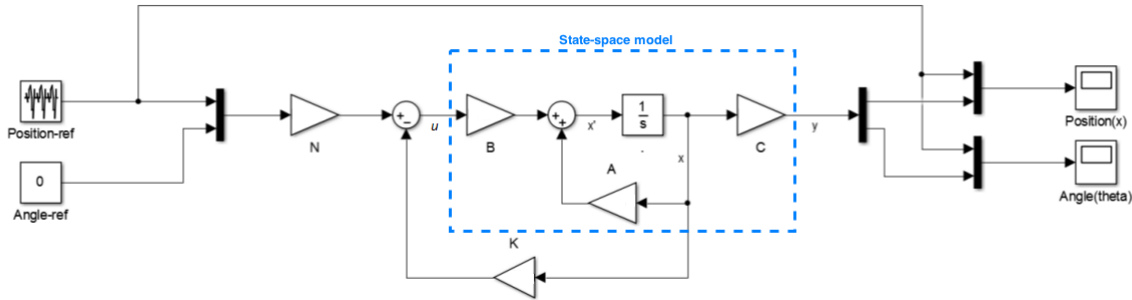 State-space model
Position-ref
0
Angle-ref
N
+
−
u
B
+
+
x'
1
s
x
A
C
y
K
Position(x)
Angle(theta)